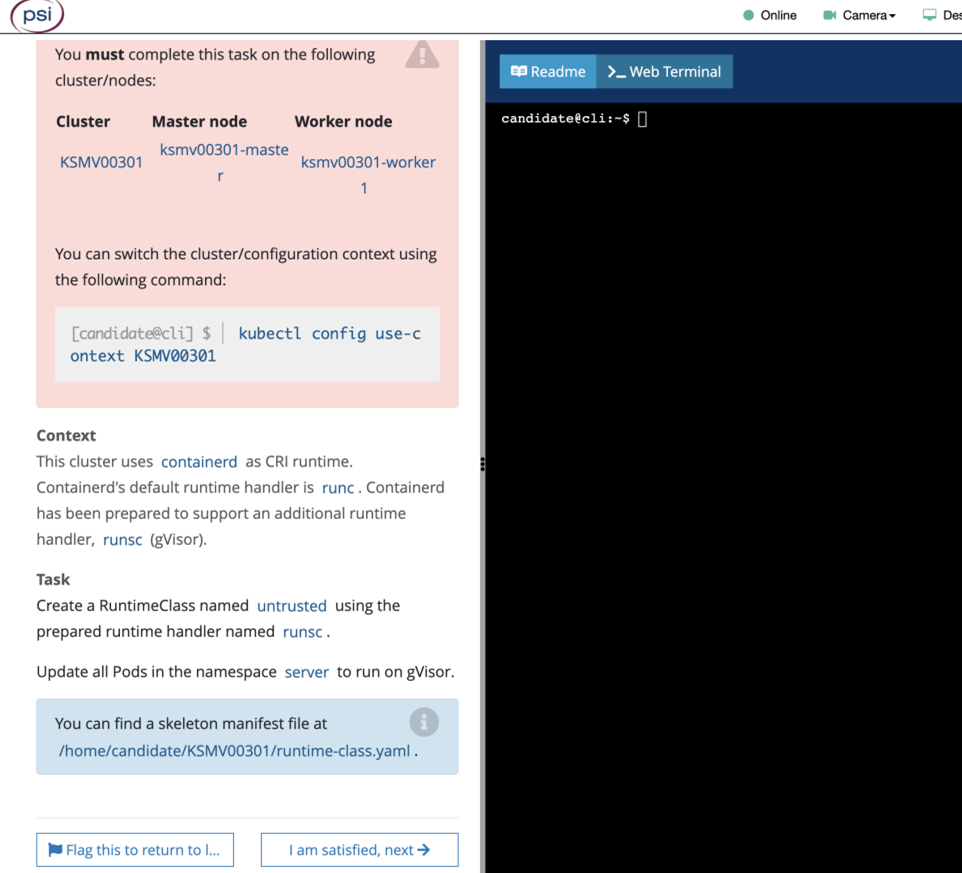 psi
Online Camera Des
You must complete this task on the following
cluster/nodes:
Cluster Master node Worker node
KSMV00301 ksmv00301-maste
r
ksmv00301-worker
1
You can switch the cluster/configuration context using
the following command:
[candidate@cli] $ | kubectl config use-c
ontext KSMV00301
Context
This cluster uses containerd as CRI runtime.
Containerd's default runtime handler is runc . Containerd
has been prepared to support an additional runtime
handler, runsc (gVisor).
Task
Create a RuntimeClass named untrusted using the
prepared runtime handler named runsc .
Update all Pods in the namespace server to run on gVisor.
You can find a skeleton manifest file at
/home/candidate/KSMV00301/runtime-class.yaml .
Flag this to return to l...
I am satisfied, next
Readme >_ Web Terminal
candidate@cli:~$